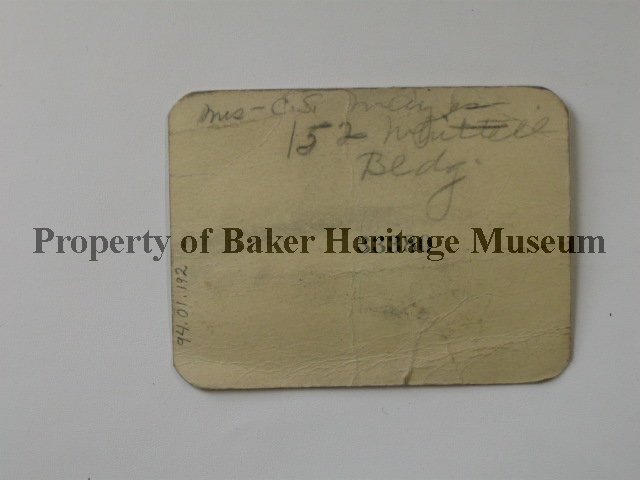 Mrs - C. S.
152
Bldg.
Property of Baker Heritage Museum
94.01.192